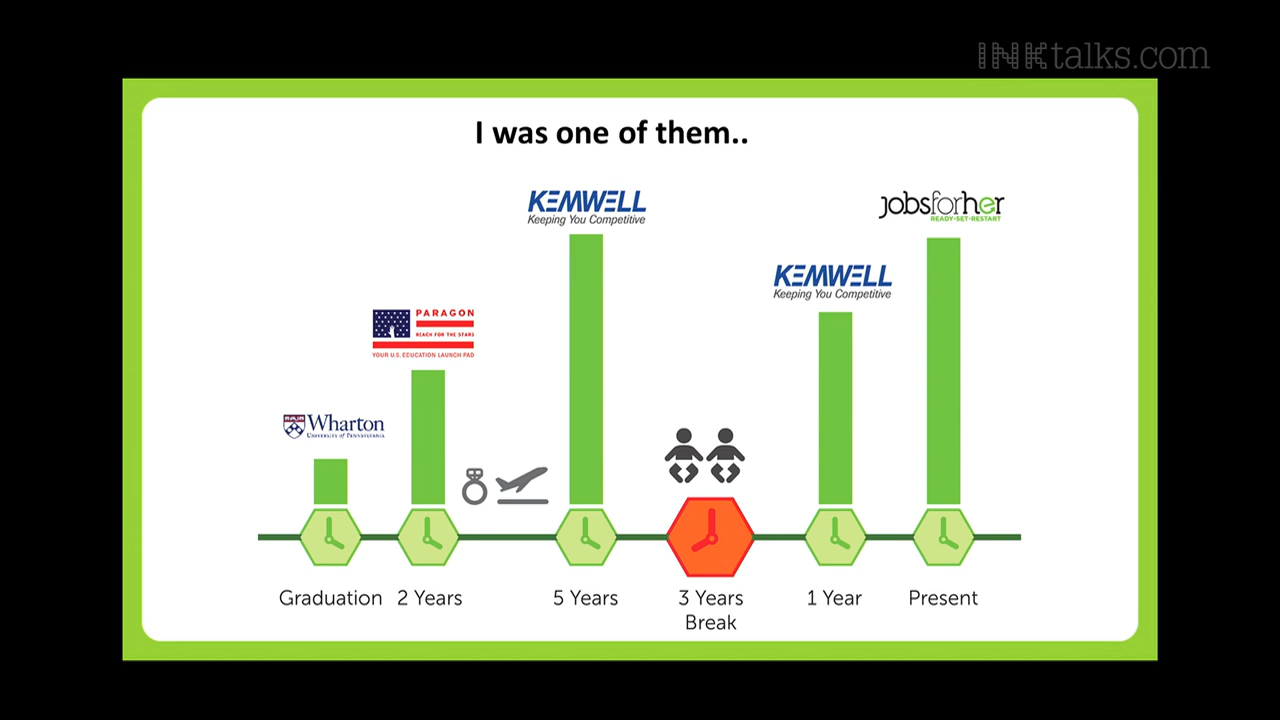 INKtalks.com
I was one of them..
KEMWELL
Keeping You Competitive
jobsforher
READY-SET-RESTART
KEMWELL
Keeping You Competitive
PARAGON
REACH FOR THE STARS
YOUR U.S. EDUCATION LAUNCH PAD
Wharton
UNIVERSITY of PENNSYLVANIA
Graduation
2 Years
5 Years
3 Years
Break
1 Year
Present